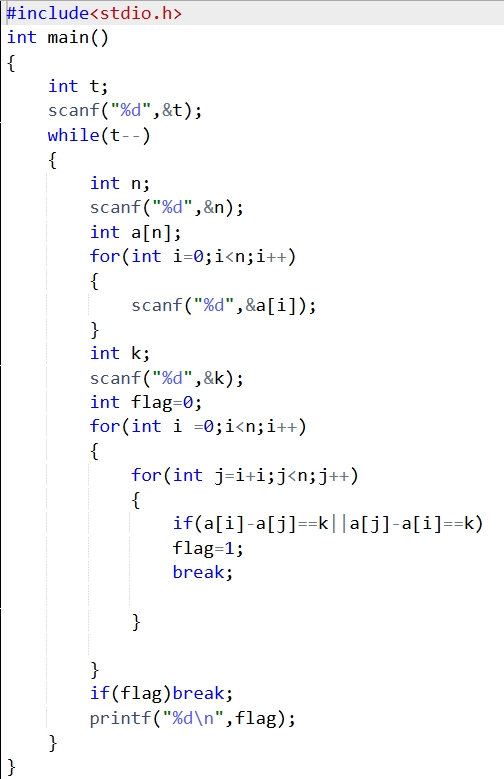 #include<stdio.h>
int main()
{
    int t;
    scanf("%d",&t);
    while(t--)
    {
        int n;
        scanf("%d",&n);
        int a[n];
        for(int i=0;i<n;i++)
        {
            scanf("%d",&a[i]);
        }
        int k;
        scanf("%d",&k);
        int flag=0;
        for(int i =0;i<n;i++)
        {
            for(int j=i+i;j<n;j++)
            {
                if(a[i]-a[j]==k||a[j]-a[i]==k)
                flag=1;
                break;
            }
        }
        if(flag)break;
        printf("%d\n",flag);
    }
}